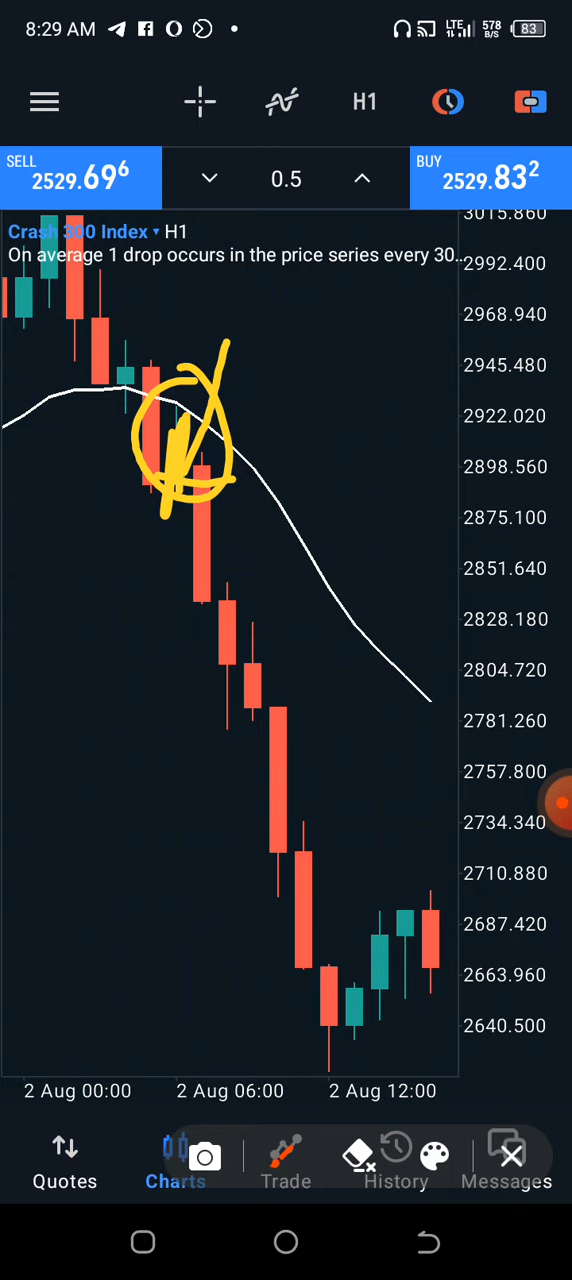 8:29 AM
LTE 578 B/S 83
H1
SELL 2529.69⁶
0.5
BUY 2529.83²
Crash 300 Index ▾ H1
On average 1 drop occurs in the price series every 30...
3015.860
2992.400
2968.940
2945.480
2922.020
2898.560
2875.100
2851.640
2828.180
2804.720
2781.260
2757.800
2734.340
2710.880
2687.420
2663.960
2640.500
2 Aug 00:00 2 Aug 06:00 2 Aug 12:00
Quotes Charts Trade History Messages